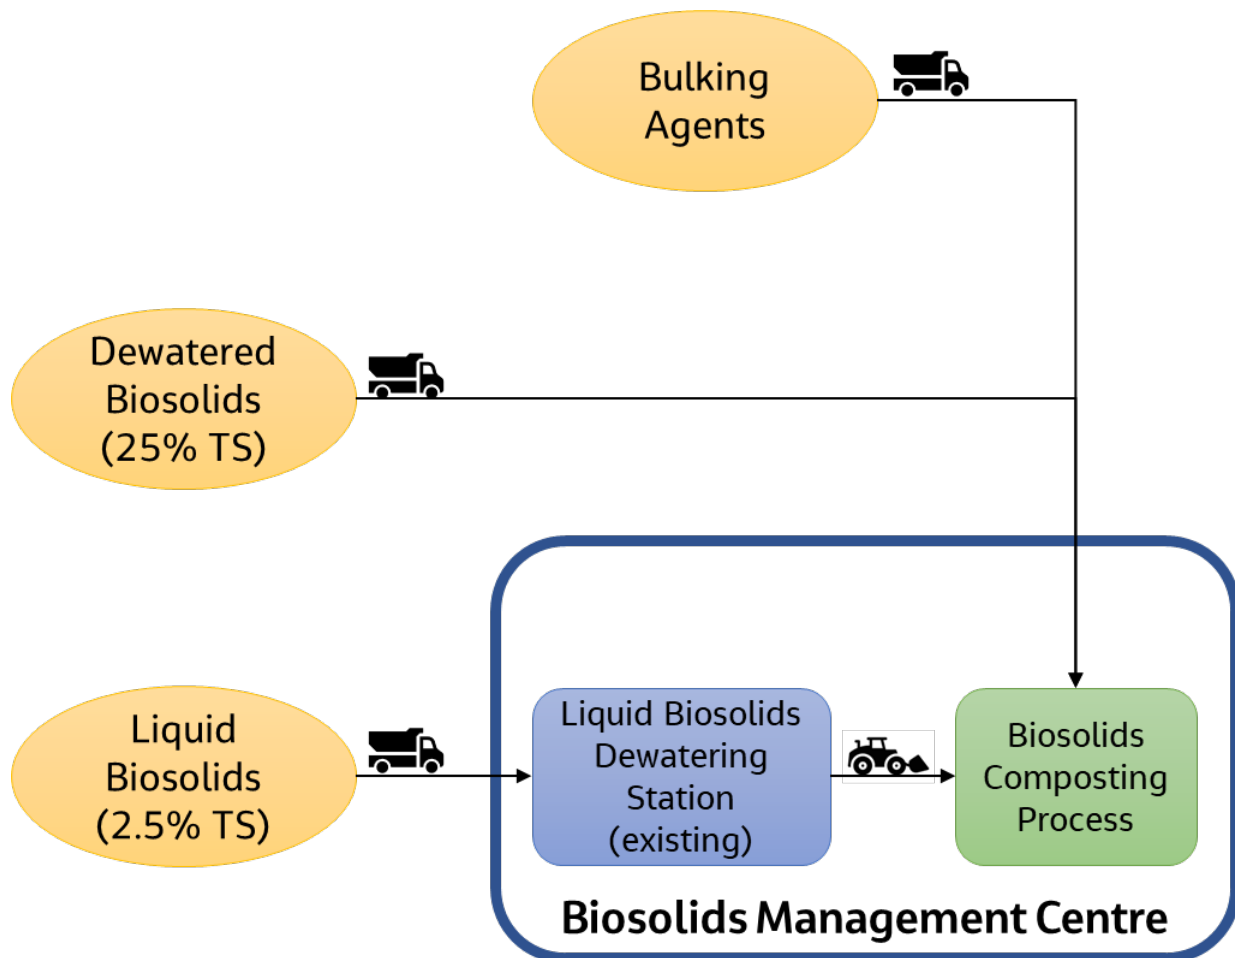 Bulking
Agents
Dewatered
Biosolids
(25% TS)
Liquid
Biosolids
(2.5% TS)
Liquid Biosolids
Dewatering
Station
(existing)
Biosolids
Composting
Process
Biosolids Management Centre